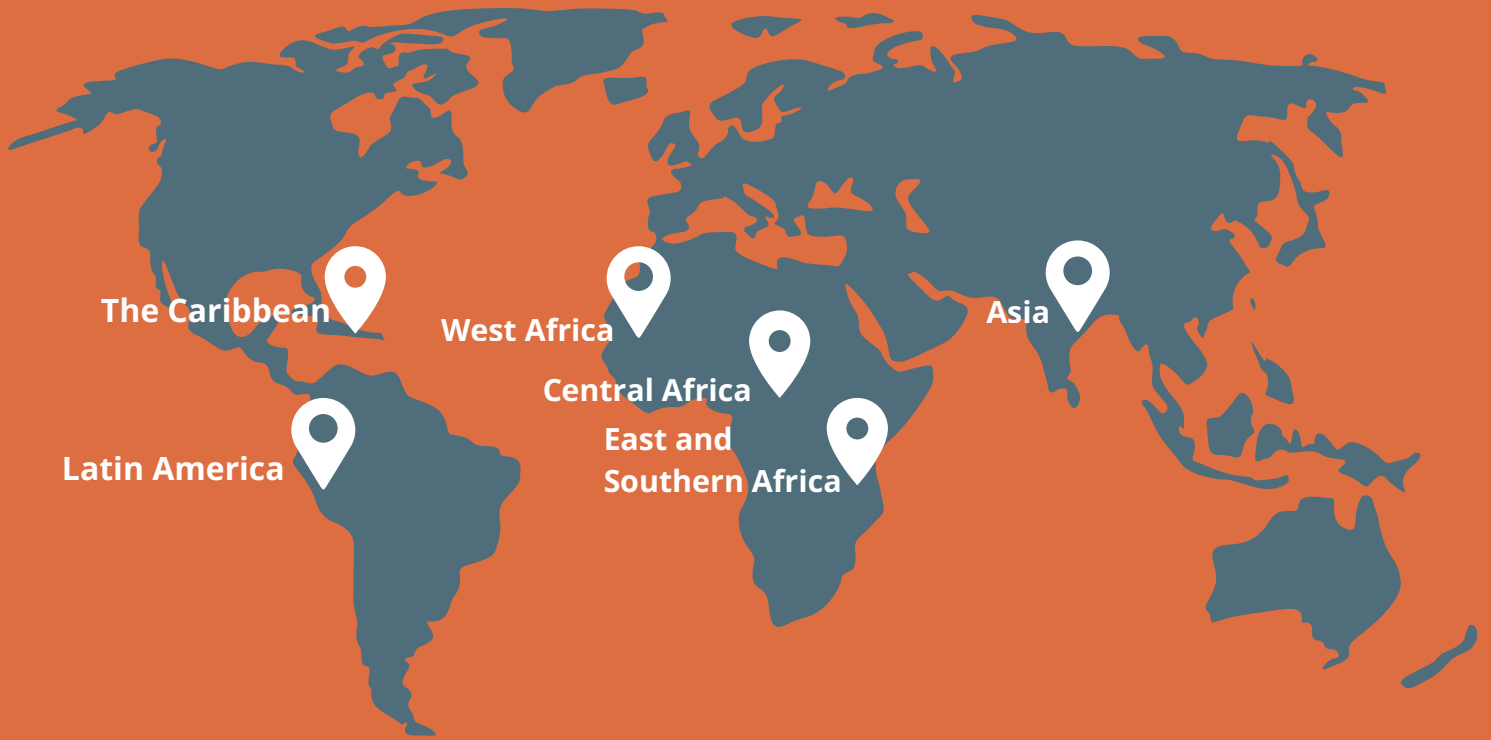 The Caribbean
West Africa
Asia
Central Africa
East and
Southern Africa
Latin America